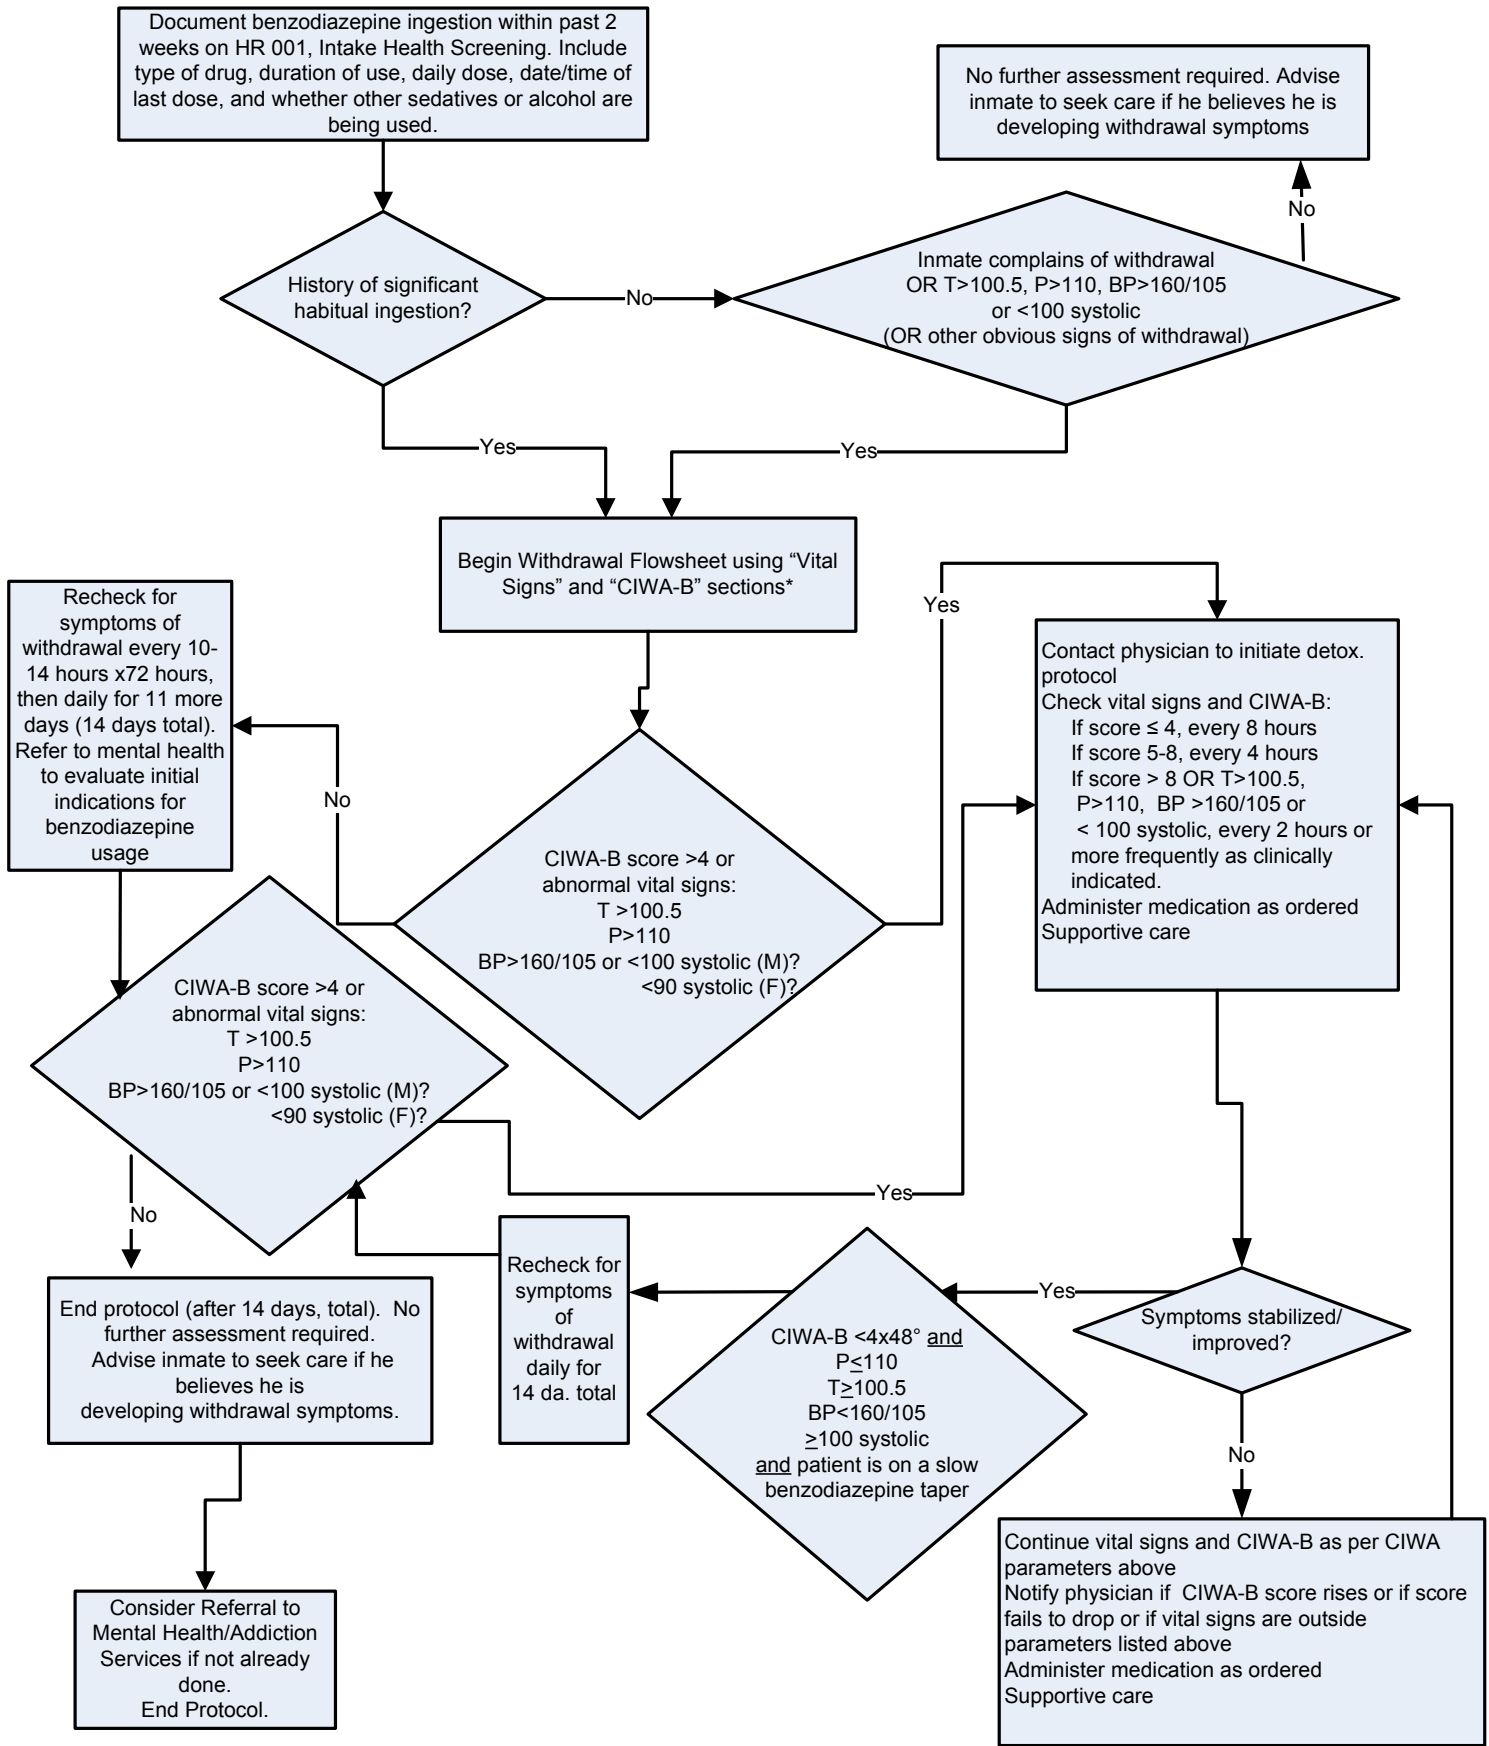 Document benzodiazepine ingestion within past 2
weeks on HR 001, Intake Health Screening. Include
type of drug, duration of use, daily dose, date/time of
last dose, and whether other sedatives or alcohol are
being used.
No further assessment required. Advise
inmate to seek care if he believes he is
developing withdrawal symptoms
No
History of significant
habitual ingestion?
No
Inmate complains of withdrawal
OR T>100.5, P>110, BP>160/105
or <100 systolic
(OR other obvious signs of withdrawal)
Yes
Yes
Begin Withdrawal Flowsheet using “Vital
Signs” and “CIWA-B” sections*
Recheck for
symptoms of
withdrawal every 10-
14 hours x72 hours,
then daily for 11 more
days (14 days total).
Refer to mental health
to evaluate initial
indications for
benzodiazepine
usage
No
Yes
CIWA-B score >4 or
abnormal vital signs:
T >100.5
P>110
BP>160/105 or <100 systolic (M)?
<90 systolic (F)?
Contact physician to initiate detox.
protocol
Check vital signs and CIWA-B:
If score ≤ 4, every 8 hours
If score 5-8, every 4 hours
If score > 8 OR T>100.5,
P>110, BP >160/105 or
< 100 systolic, every 2 hours or
more frequently as clinically
indicated.
Administer medication as ordered
Supportive care
CIWA-B score >4 or
abnormal vital signs:
T >100.5
P>110
BP>160/105 or <100 systolic (M)?
<90 systolic (F)?
Yes
No
End protocol (after 14 days, total). No
further assessment required.
Advise inmate to seek care if he
believes he is
developing withdrawal symptoms.
Recheck for
symptoms
of
withdrawal
daily for
14 da. total
CIWA-B <4x48° and
P≤110
T≥100.5
BP<160/105
≥100 systolic
and patient is on a slow
benzodiazepine taper
Yes
Symptoms stabilized/
improved?
No
Continue vital signs and CIWA-B as per CIWA
parameters above
Notify physician if CIWA-B score rises or if score
fails to drop or if vital signs are outside
parameters listed above
Administer medication as ordered
Supportive care
Consider Referral to
Mental Health/Addiction
Services if not already
done.
End Protocol.